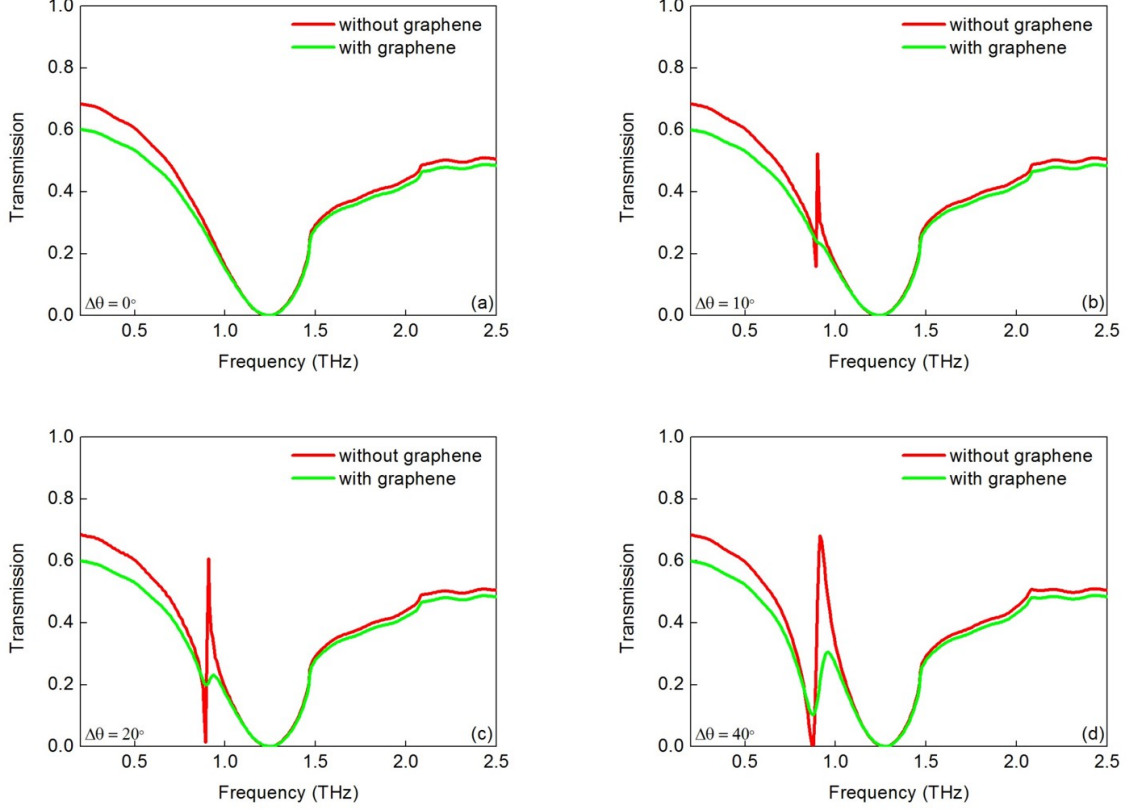 1.0
without graphene
with graphene
0.8
0.6
Transmission
0.4
0.2
0.0
Δθ = 0°
(a)
0.5 1.0 1.5 2.0 2.5
Frequency (THz)
1.0
without graphene
with graphene
0.8
0.6
Transmission
0.4
0.2
0.0
Δθ = 10°
(b)
0.5 1.0 1.5 2.0 2.5
Frequency (THz)
1.0
without graphene
with graphene
0.8
0.6
Transmission
0.4
0.2
0.0
Δθ = 20°
(c)
0.5 1.0 1.5 2.0 2.5
Frequency (THz)
1.0
without graphene
with graphene
0.8
0.6
Transmission
0.4
0.2
0.0
Δθ = 40°
(d)
0.5 1.0 1.5 2.0 2.5
Frequency (THz)